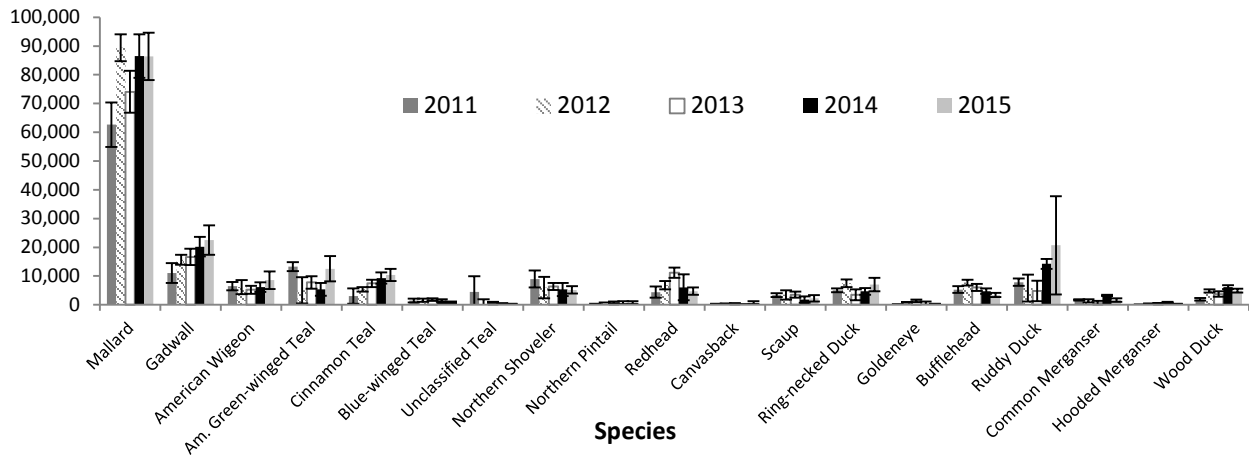 100,000
90,000
80,000
70,000
60,000
50,000
40,000
30,000
20,000
10,000
0
2011 2012 2013 2014 2015
Mallard
Gadwall
American Wigeon
Am. Green-winged Teal
Cinnamon Teal
Blue-winged Teal
Unclassified Teal
Northern Shoveler
Northern Pintail
Redhead
Canvasback
Scaup
Ring-necked Duck
Goldeneye
Bufflehead
Ruddy Duck
Common Merganser
Hooded Merganser
Wood Duck
Species